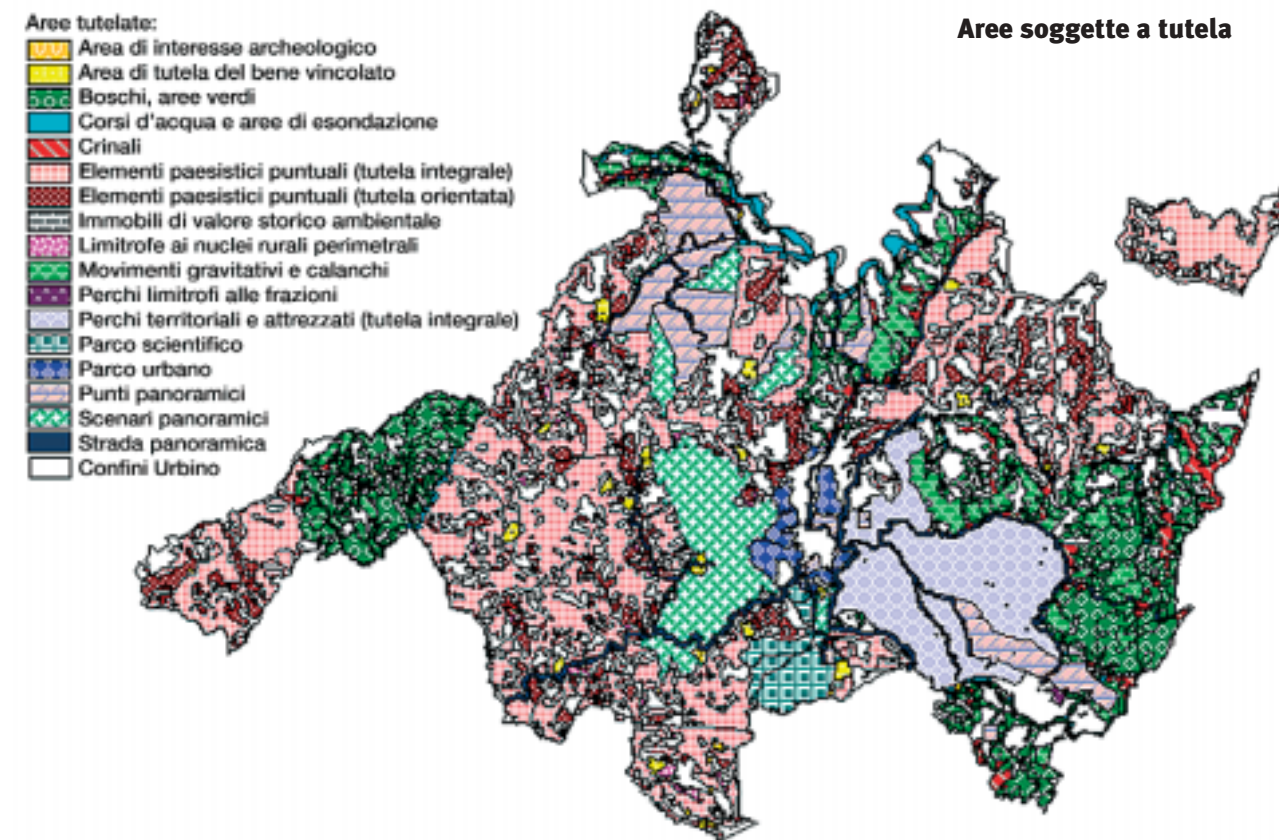 Aree soggette a tutela
Aree tutelate:
Area di interesse archeologico
Area di tutela del bene vincolato
Boschi, aree verdi
Corsi d'acqua e aree di esondazione
Crinali
Elementi paesistici puntuali (tutela integrale)
Elementi paesistici puntuali (tutela orientata)
Immobili di valore storico ambientale
Limitrofe ai nuclei rurali perimetrali
Movimenti gravitativi e calanchi
Perchi limitrofi alle frazioni
Perchi territoriali e attrezzati (tutela integrale)
Parco scientifico
Parco urbano
Punti panoramici
Scenari panoramici
Strada panoramica
Confini Urbino